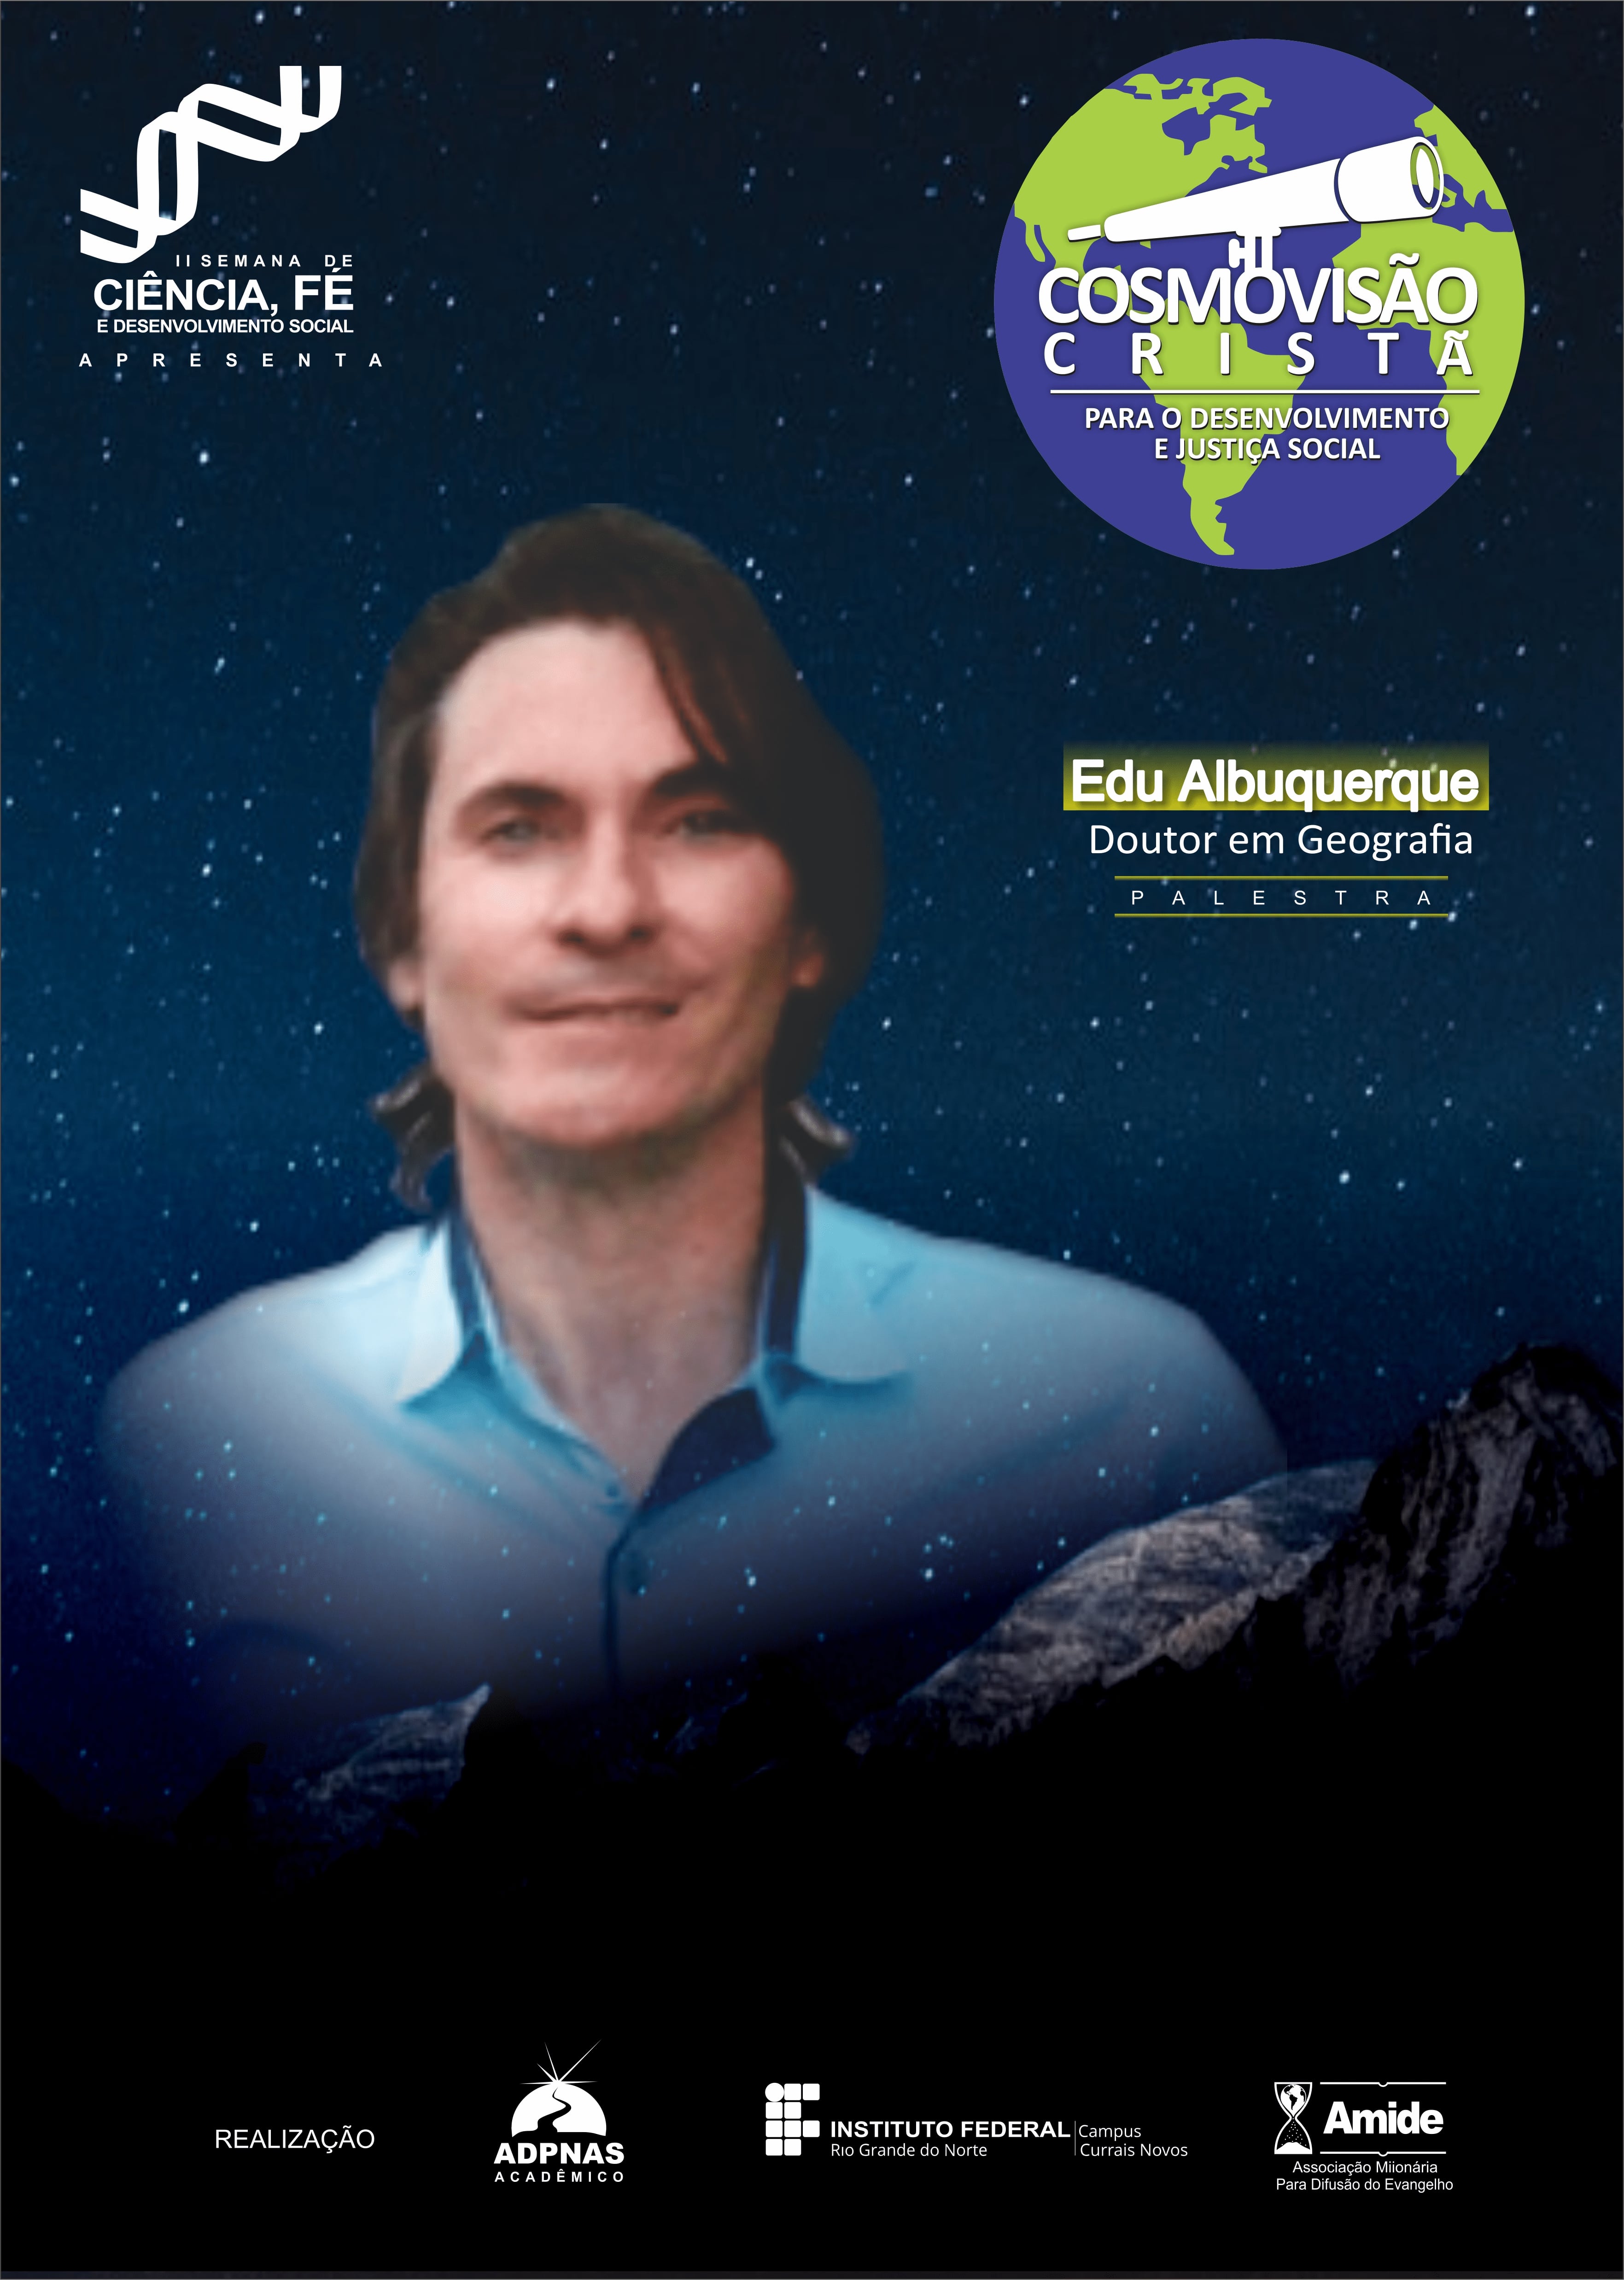 II SEMANA DE
CIÊNCIA, FÉ
E DESENVOLVIMENTO SOCIAL
APRESENTA
COSMOVISÃO
CRISTÃ
PARA O DESENVOLVIMENTO
E JUSTIÇA SOCIAL
Edu Albuquerque
Doutor em Geografia
PALESTRA
REALIZAÇÃO
ADPNAS
ACADÊMICO
INSTITUTO FEDERAL
Rio Grande do Norte
Campus
Currais Novos
Amide
Associação Miionária
Para Difusão do Evangelho